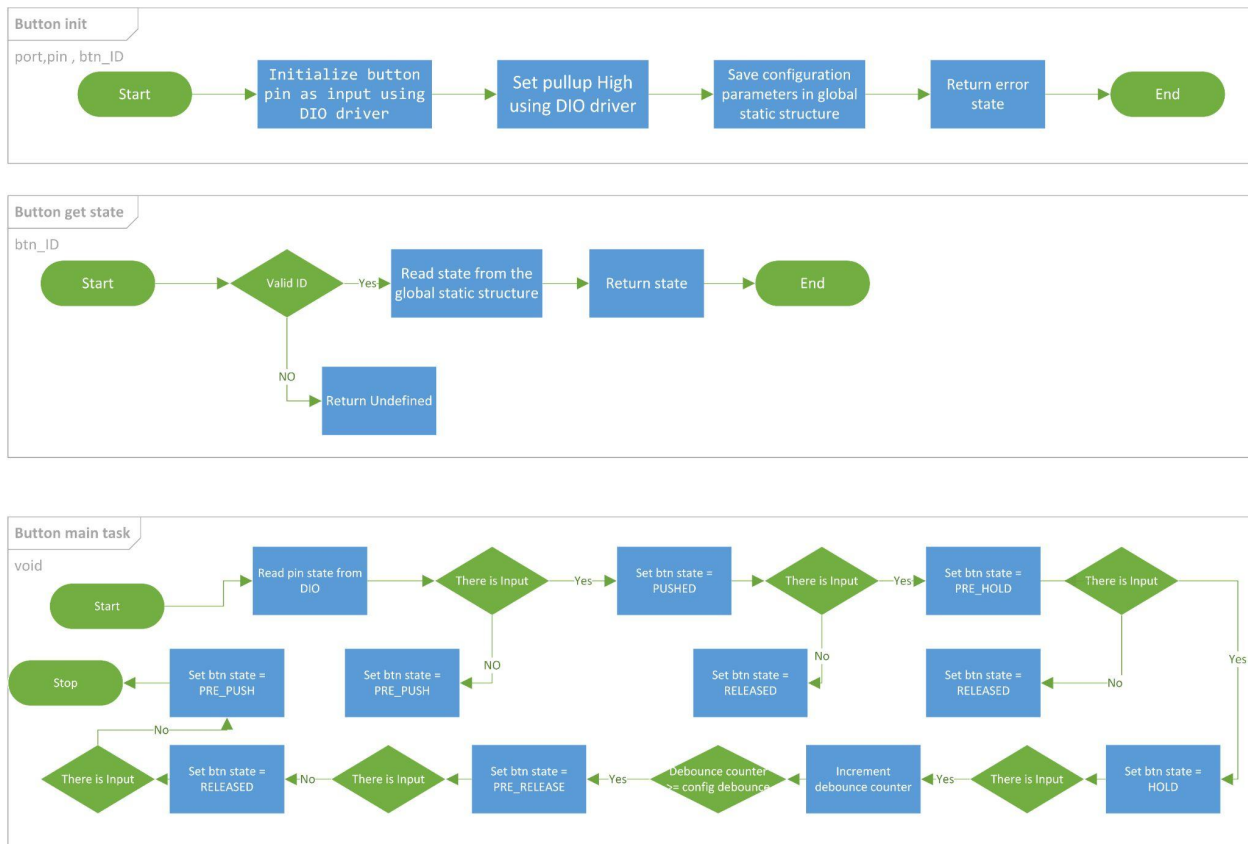 Button init
port,pin , btn_ID
Start
Initialize button
pin as input using
DIO driver
Set pullup High
using DIO driver
Save configuration
parameters in global
static structure
Return error
state
End
Button get state
btn_ID
Start
Valid ID
Yes
Read state from the
global static structure
Return state
End
NO
Return Undefined
Button main task
void
Start
Read pin state from
DIO
There is Input
Yes
Set btn state =
PUSHED
There is Input
Yes
Set btn state =
PRE_HOLD
There is Input
Yes
NO
Set btn state =
PRE_PUSH
No
Set btn state =
RELEASED
No
Set btn state =
RELEASED
Set btn state =
HOLD
There is Input
Yes
Increment
debounce counter
Debounce counter
>= config debounce
Yes
Set btn state =
PRE_RELEASE
There is Input
No
Set btn state =
RELEASED
There is Input
No
Set btn state =
PRE_PUSH
Stop